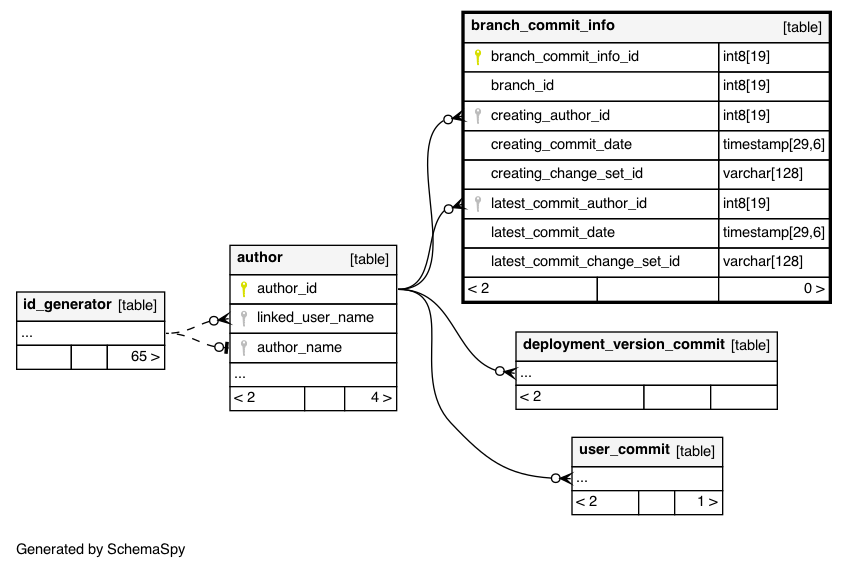 branch_commit_info [table]
branch_commit_info_id int8[19]
branch_id int8[19]
creating_author_id int8[19]
creating_commit_date timestamp[29,6]
creating_change_set_id varchar[128]
latest_commit_author_id int8[19]
latest_commit_date timestamp[29,6]
latest_commit_change_set_id varchar[128]
< 2 0 >
author [table]
author_id
linked_user_name
author_name
...
< 2 4 >
id_generator [table]
...
65 >
deployment_version_commit [table]
...
< 2
user_commit [table]
...
< 2 1 >
Generated by SchemaSpy